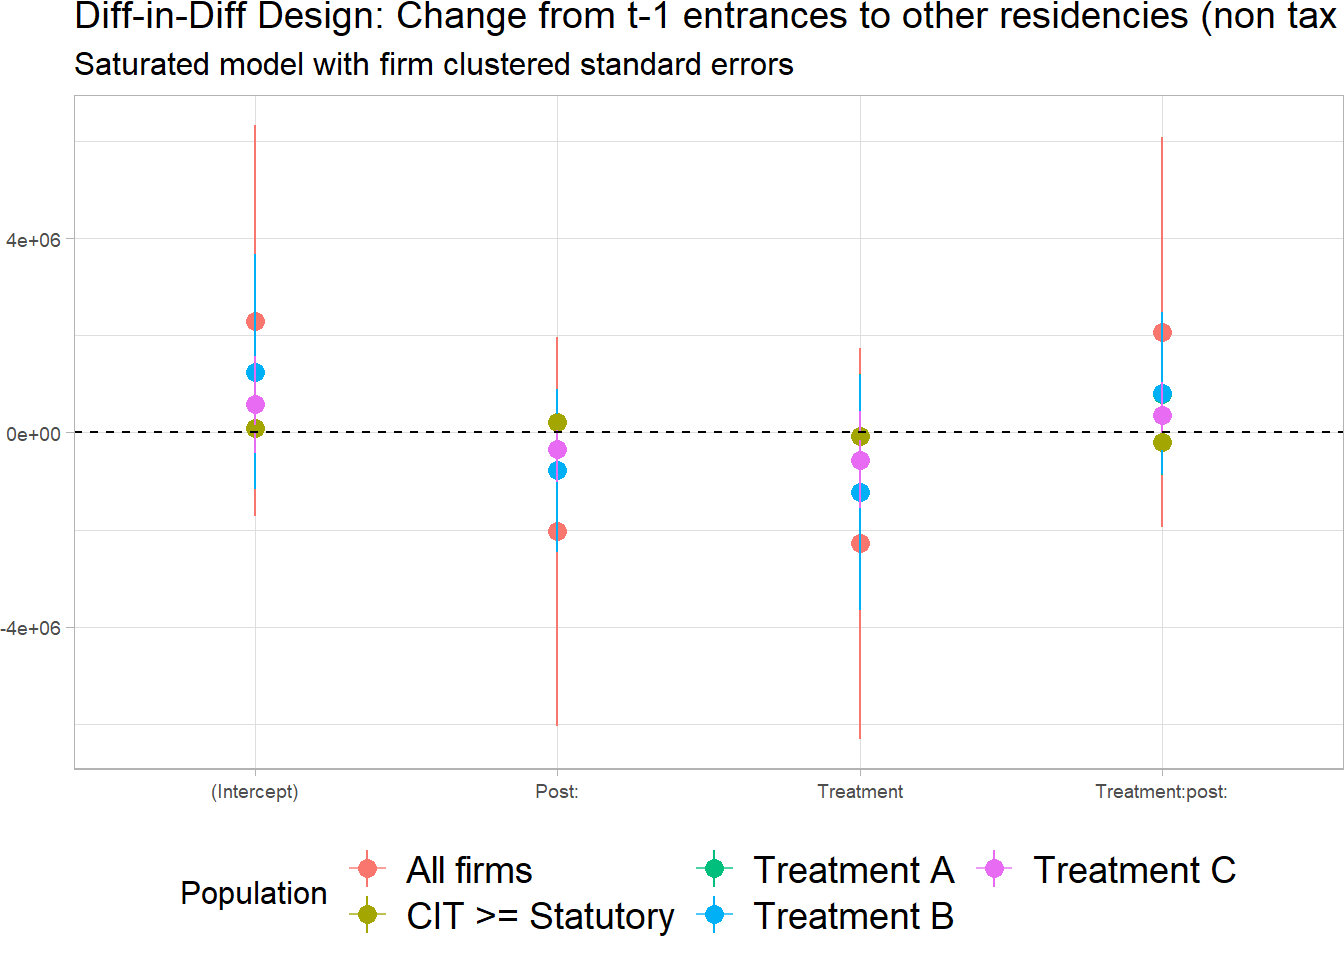 Diff-in-Diff Design: Change from t-1 entrances to other residencies (non tax
Saturated model with firm clustered standard errors
4e+06
0e+00
-4e+06
(Intercept) Post: Treatment Treatment:post:
Population
All firms Treatment A Treatment C
CIT >= Statutory Treatment B